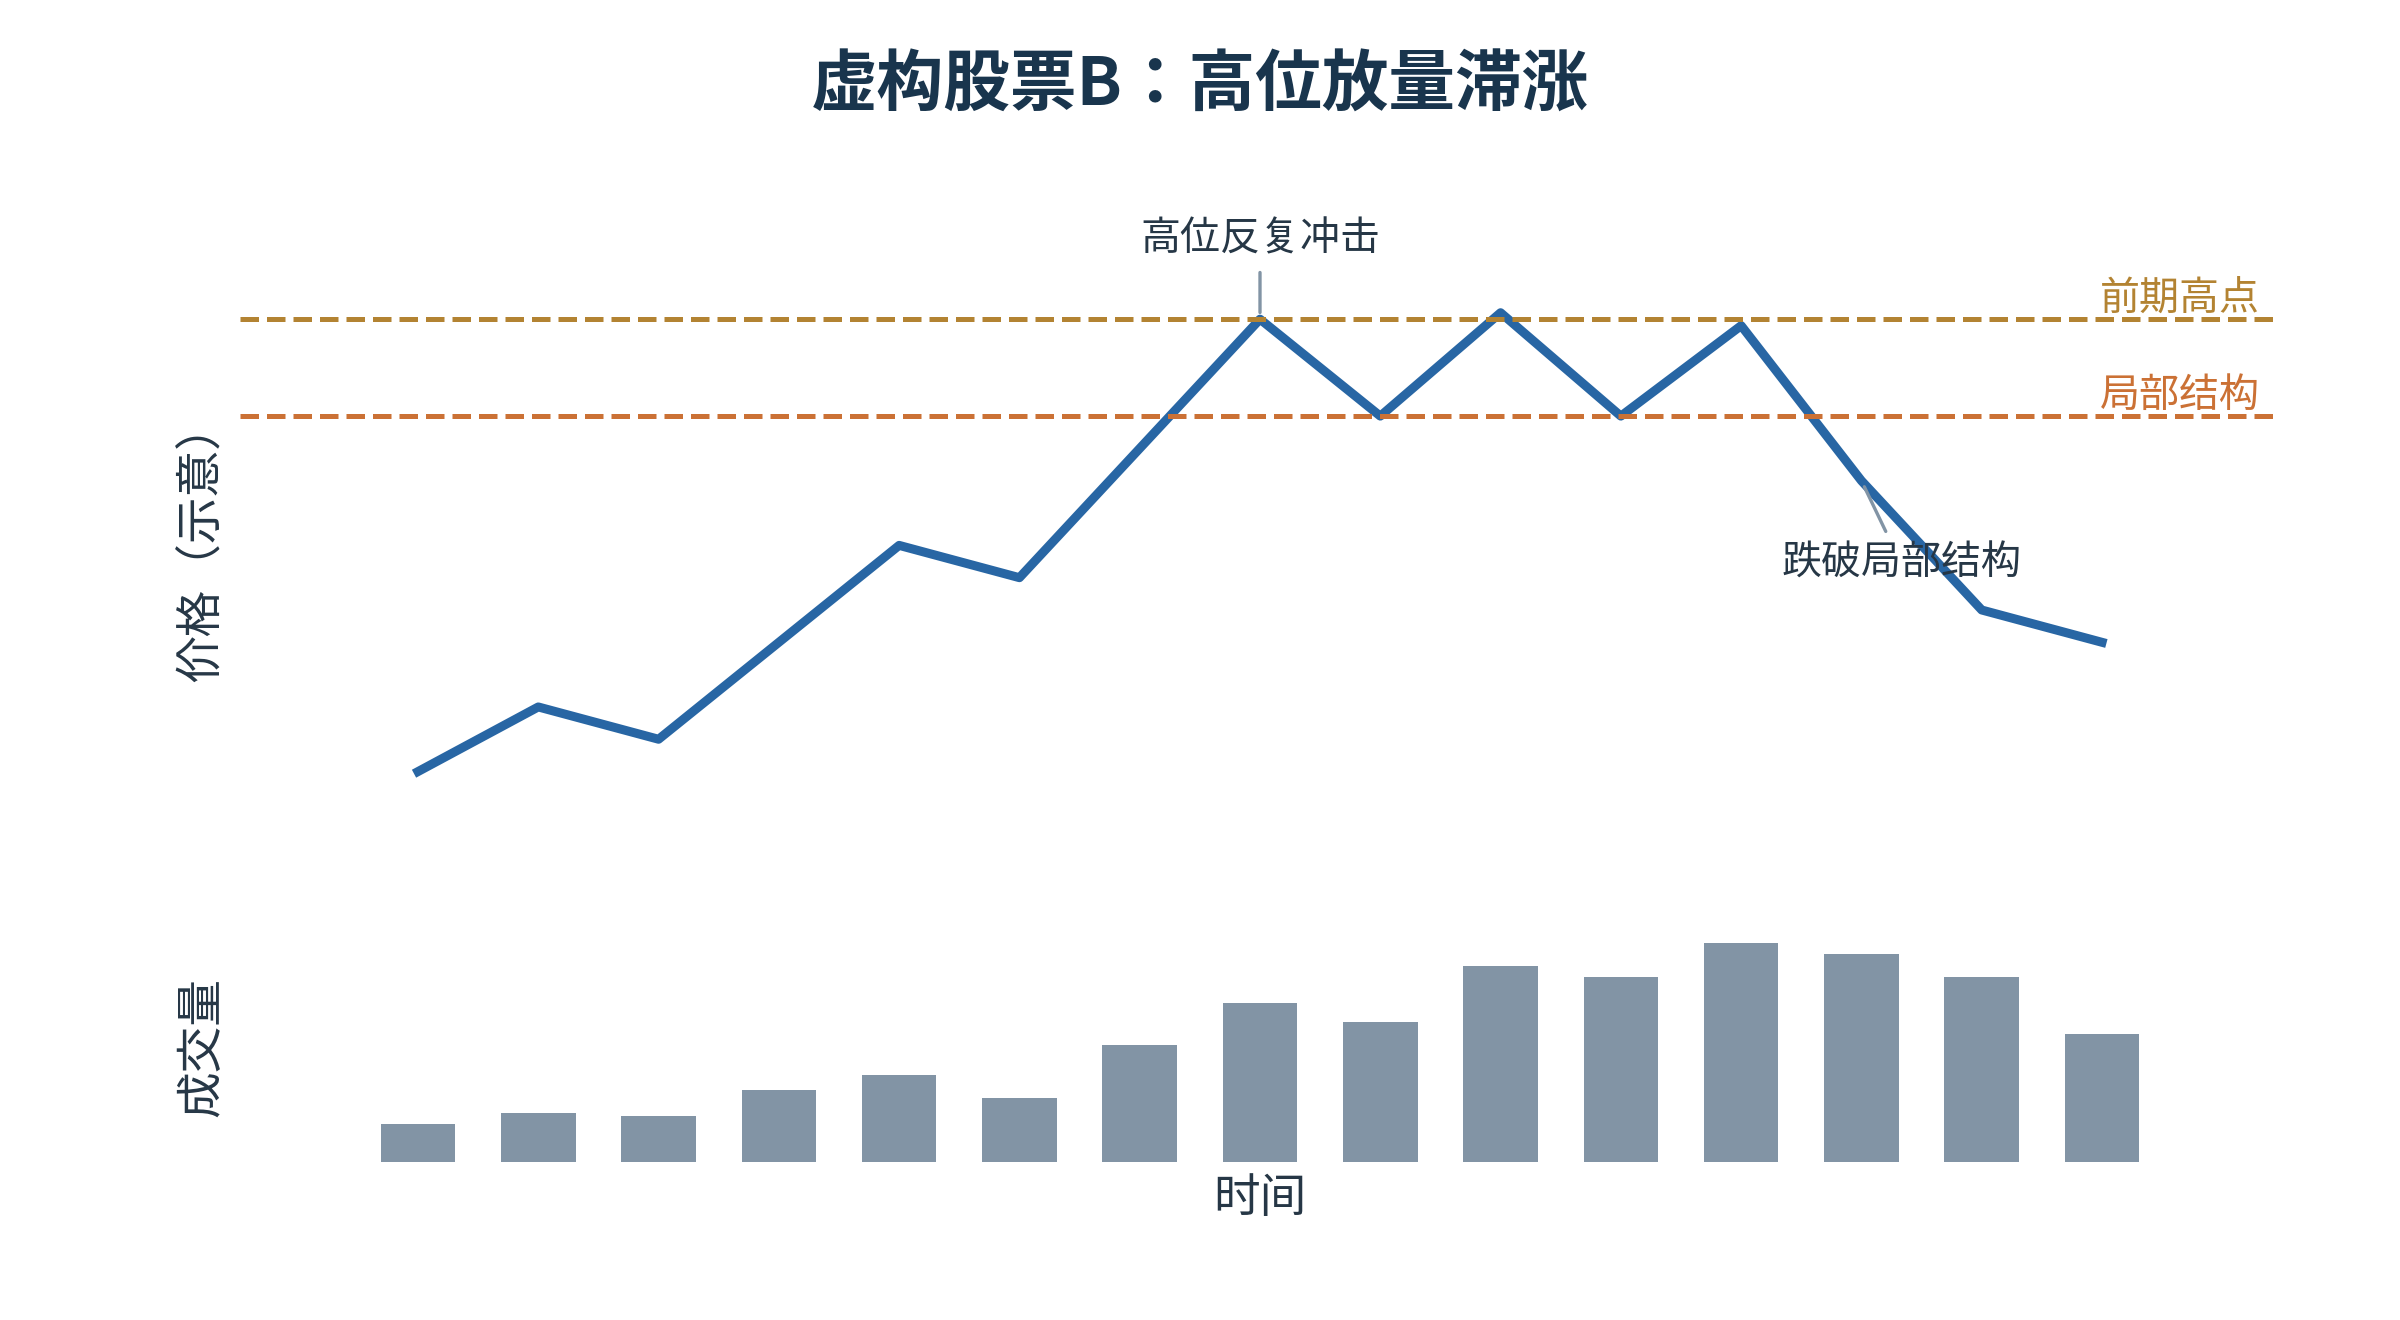 虚构股票B：高位放量滞涨
高位反复冲击
前期高点
局部结构
价格（示意）
跌破局部结构
成交量
时间